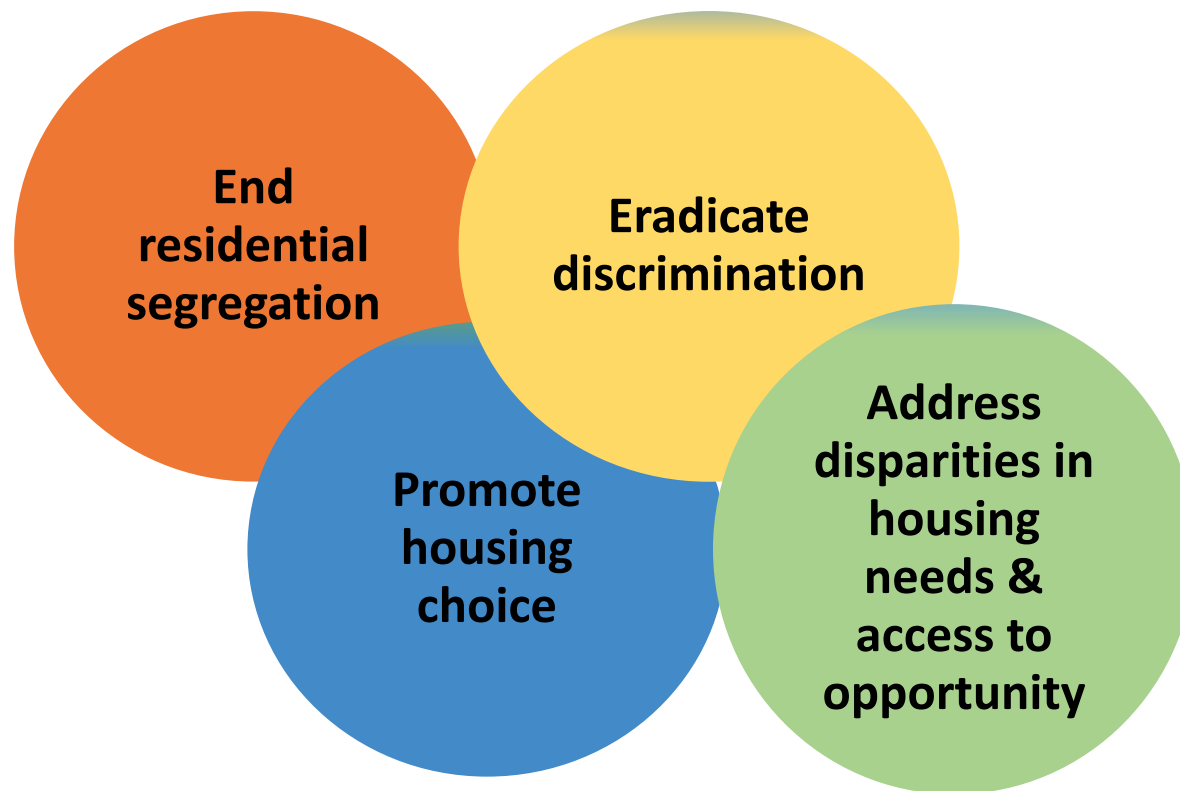 End
residential
segregation
Eradicate
discrimination
Promote
housing
choice
Address
disparities in
housing
needs &
access to
opportunity